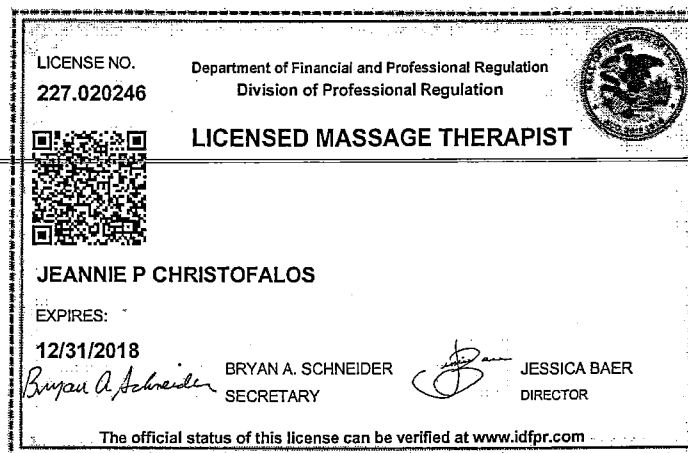 LICENSE NO.
227.020246
Department of Financial and Professional Regulation
Division of Professional Regulation
LICENSED MASSAGE THERAPIST
JEANNIE P CHRISTOFALOS
EXPIRES:
12/31/2018
Bryan A Schneider
BRYAN A. SCHNEIDER
SECRETARY
JESSICA BAER
DIRECTOR
The official status of this license can be verified at www.idfpr.com